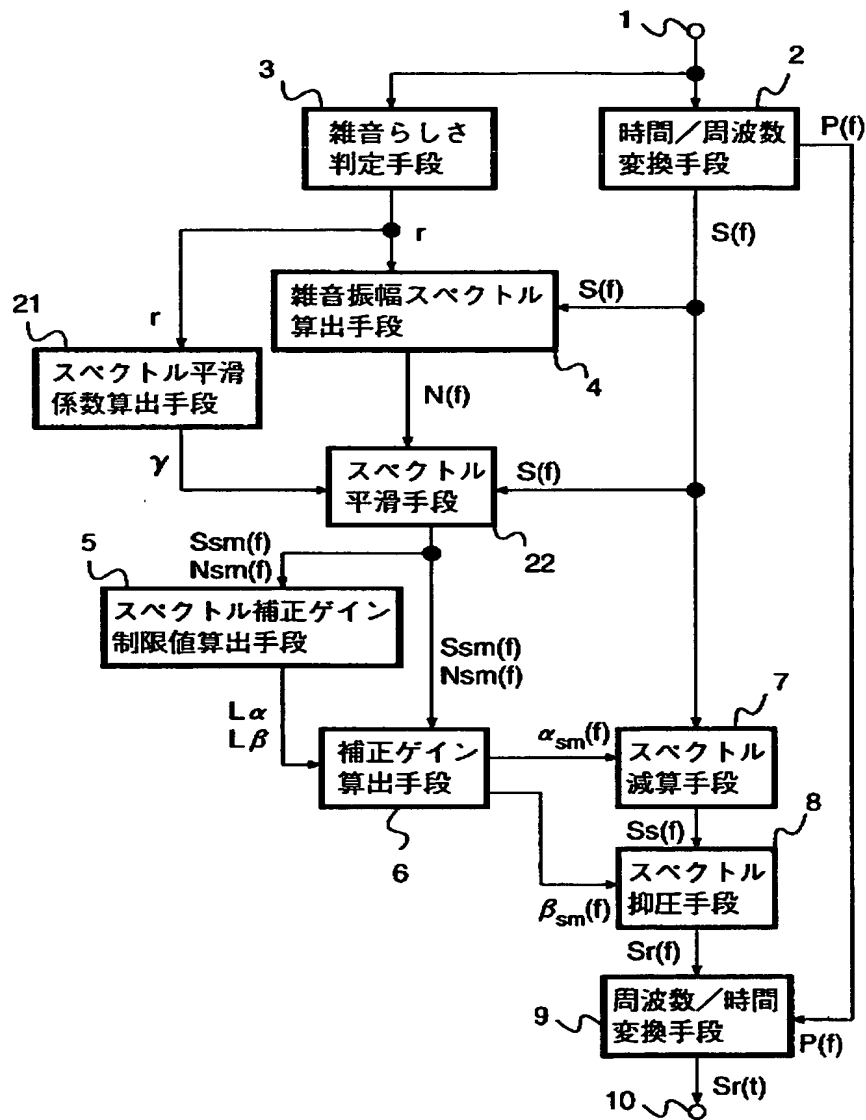 1
3
2
雑音らしさ
判定手段
時間／周波数
変換手段
P(f)
r
S(f)
21
r
雑音振幅スペクトル
算出手段
S(f)
4
スペクトル平滑
係数算出手段
N(f)
γ
スペクトル
平滑手段
S(f)
22
5
Ssm(f)
Nsm(f)
スペクトル補正ゲイン
制限値算出手段
Ssm(f)
Nsm(f)
7
Lα
Lβ
補正ゲイン
算出手段
αsm(f)
スペクトル
減算手段
6
Ss(f)
8
βsm(f)
スペクトル
抑圧手段
Sr(f)
9
周波数／時間
変換手段
P(f)
Sr(t)
10